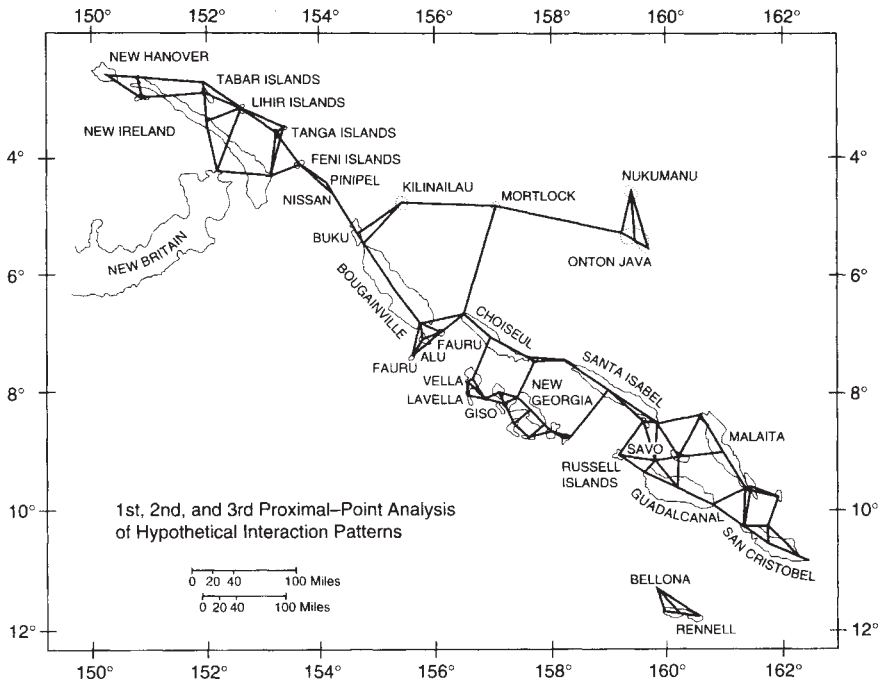 150° 152° 154° 156° 158° 160° 162°
NEW HANOVER
TABAR ISLANDS
LIHIR ISLANDS
NEW IRELAND
TANGA ISLANDS
4° 4°
FENI ISLANDS
PINIPEL
NISSAN
KILINAILAU
MORTLOCK
NUKUMANU
BUKU
NEW BRITAIN
ONTON JAVA
6° 6°
BOUGAINVILLE
CHOISEUL
FAURU
ALU
FAURU
SANTA ISABEL
VELLA
LAVELLA
NEW
GEORGIA
8° 8°
GISO
MALAITA
SAVO
RUSSELL
ISLANDS
GUADALCANAL
10° 10°
1st, 2nd, and 3rd Proximal–Point Analysis
of Hypothetical Interaction Patterns
SAN CRISTOBEL
0 20 40 100 Miles
0 20 40 100 Miles
BELLONA
RENNELL
12° 12°
150° 152° 154° 156° 158° 160° 162°